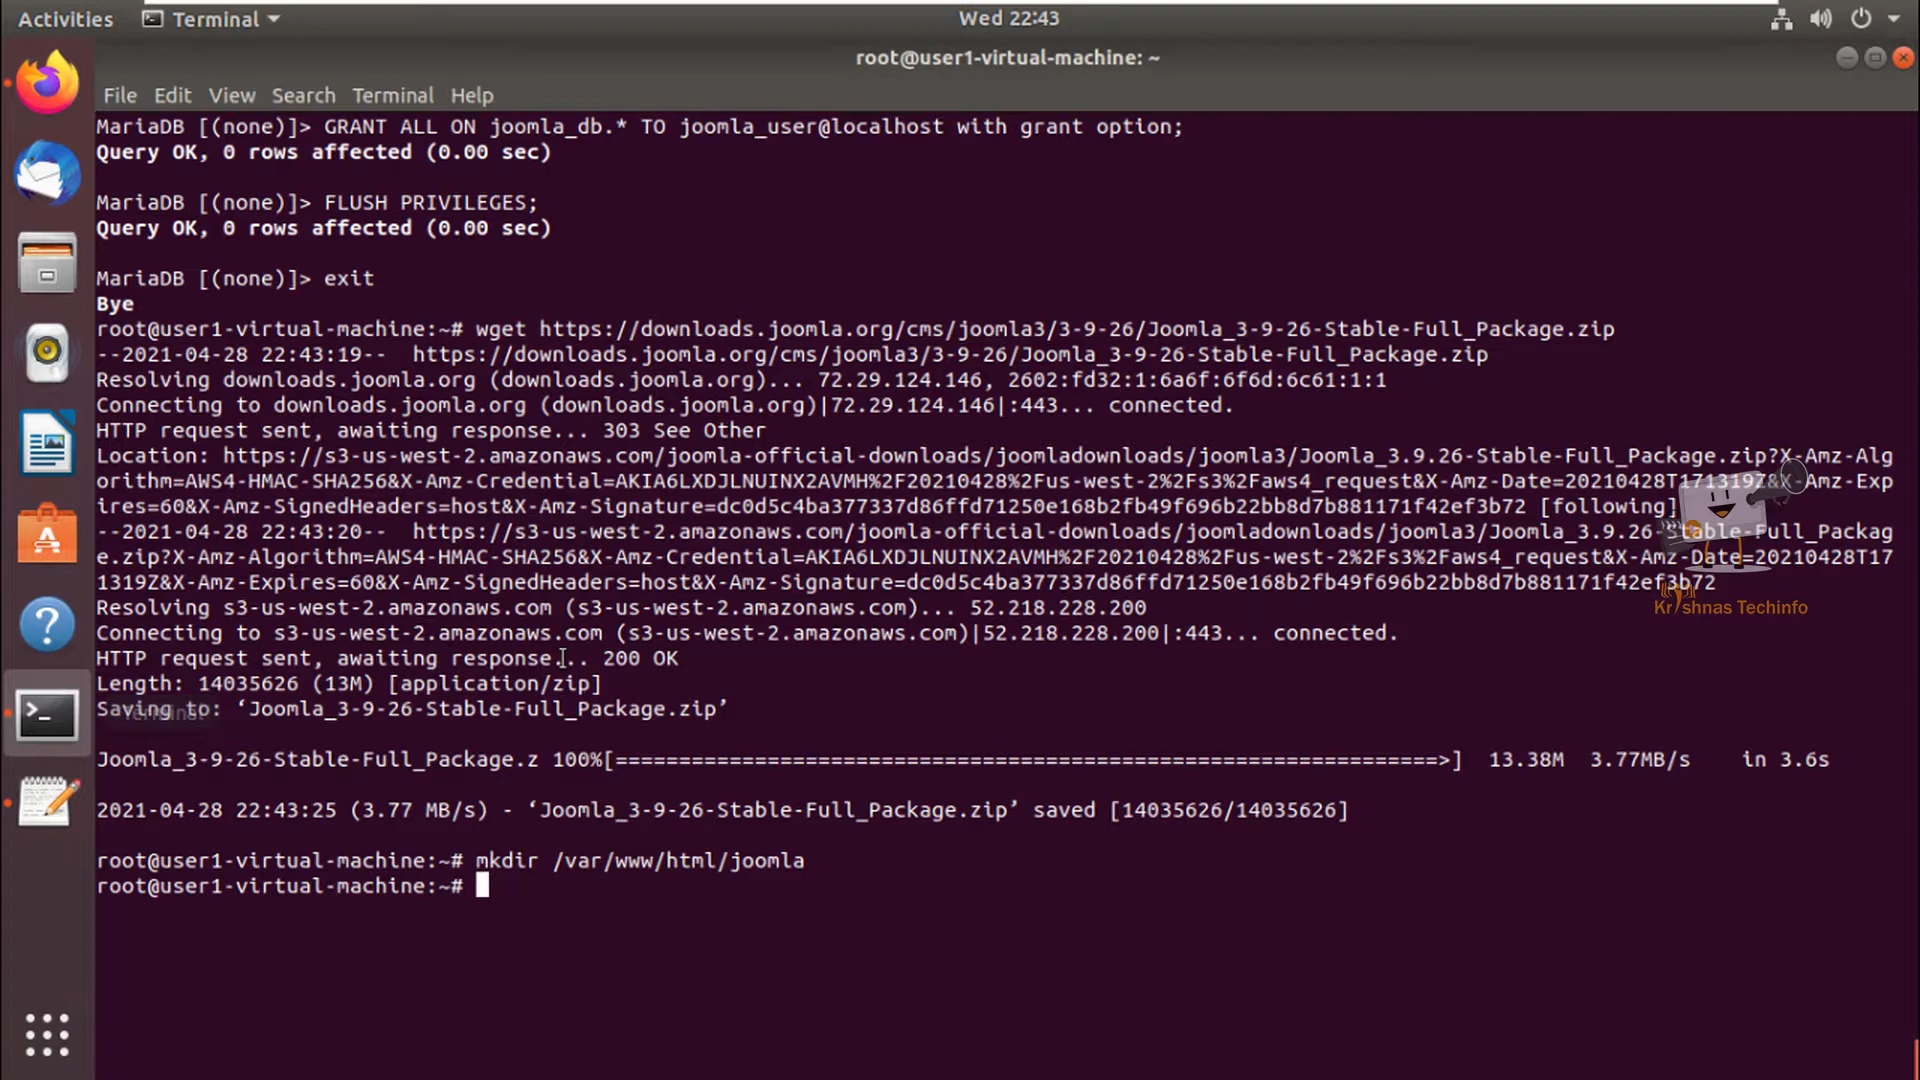 Activities
Terminal
Wed 22:43
root@user1-virtual-machine: ~
File Edit View Search Terminal Help
MariaDB [(none)]> GRANT ALL ON joomla_db.* TO joomla_user@localhost with grant option;
Query OK, 0 rows affected (0.00 sec)
MariaDB [(none)]> FLUSH PRIVILEGES;
Query OK, 0 rows affected (0.00 sec)
MariaDB [(none)]> exit
Bye
root@user1-virtual-machine:~# wget https://downloads.joomla.org/cms/joomla3/3-9-26/Joomla_3-9-26-Stable-Full_Package.zip
--2021-04-28 22:43:19-- https://downloads.joomla.org/cms/joomla3/3-9-26/Joomla_3-9-26-Stable-Full_Package.zip
Resolving downloads.joomla.org (downloads.joomla.org)... 72.29.124.146, 2602:fd32:1:6a6f:6f6d:6c61:1:1
Connecting to downloads.joomla.org (downloads.joomla.org)|72.29.124.146|:443... connected.
HTTP request sent, awaiting response... 303 See Other
Location: https://s3-us-west-2.amazonaws.com/joomla-official-downloads/joomladownloads/joomla3/Joomla_3.9.26-Stable-Full_Package.zip?X-Amz-Alg
orithm=AWS4-HMAC-SHA256&X-Amz-Credential=AKIA6LXDJLNUINX2AVMH%2F20210428%2Fus-west-2%2Fs3%2Faws4_request&X-Amz-Date=20210428T171319Z&X-Amz-Exp
ires=60&X-Amz-SignedHeaders=host&X-Amz-Signature=dc0d5c4ba377337d86ffd71250e168b2fb49f696b22bb8d7b881171f42ef3b72 [following]
--2021-04-28 22:43:20-- https://s3-us-west-2.amazonaws.com/joomla-official-downloads/joomladownloads/joomla3/Joomla_3.9.26-Stable-Full_Packag
e.zip?X-Amz-Algorithm=AWS4-HMAC-SHA256&X-Amz-Credential=AKIA6LXDJLNUINX2AVMH%2F20210428%2Fus-west-2%2Fs3%2Faws4_request&X-Amz-Date=20210428T17
1319Z&X-Amz-Expires=60&X-Amz-SignedHeaders=host&X-Amz-Signature=dc0d5c4ba377337d86ffd71250e168b2fb49f696b22bb8d7b881171f42ef3b72
Resolving s3-us-west-2.amazonaws.com (s3-us-west-2.amazonaws.com)... 52.218.228.200
Krishnas Techinfo
Connecting to s3-us-west-2.amazonaws.com (s3-us-west-2.amazonaws.com)|52.218.228.200|:443... connected.
HTTP request sent, awaiting response... 200 OK
Length: 14035626 (13M) [application/zip]
Saving to: ‘Joomla_3-9-26-Stable-Full_Package.zip’
Terminal
Joomla_3-9-26-Stable-Full_Package.z 100%[=================================================================>] 13.38M 3.77MB/s in 3.6s
2021-04-28 22:43:25 (3.77 MB/s) - ‘Joomla_3-9-26-Stable-Full_Package.zip’ saved [14035626/14035626]
root@user1-virtual-machine:~# mkdir /var/www/html/joomla
root@user1-virtual-machine:~#